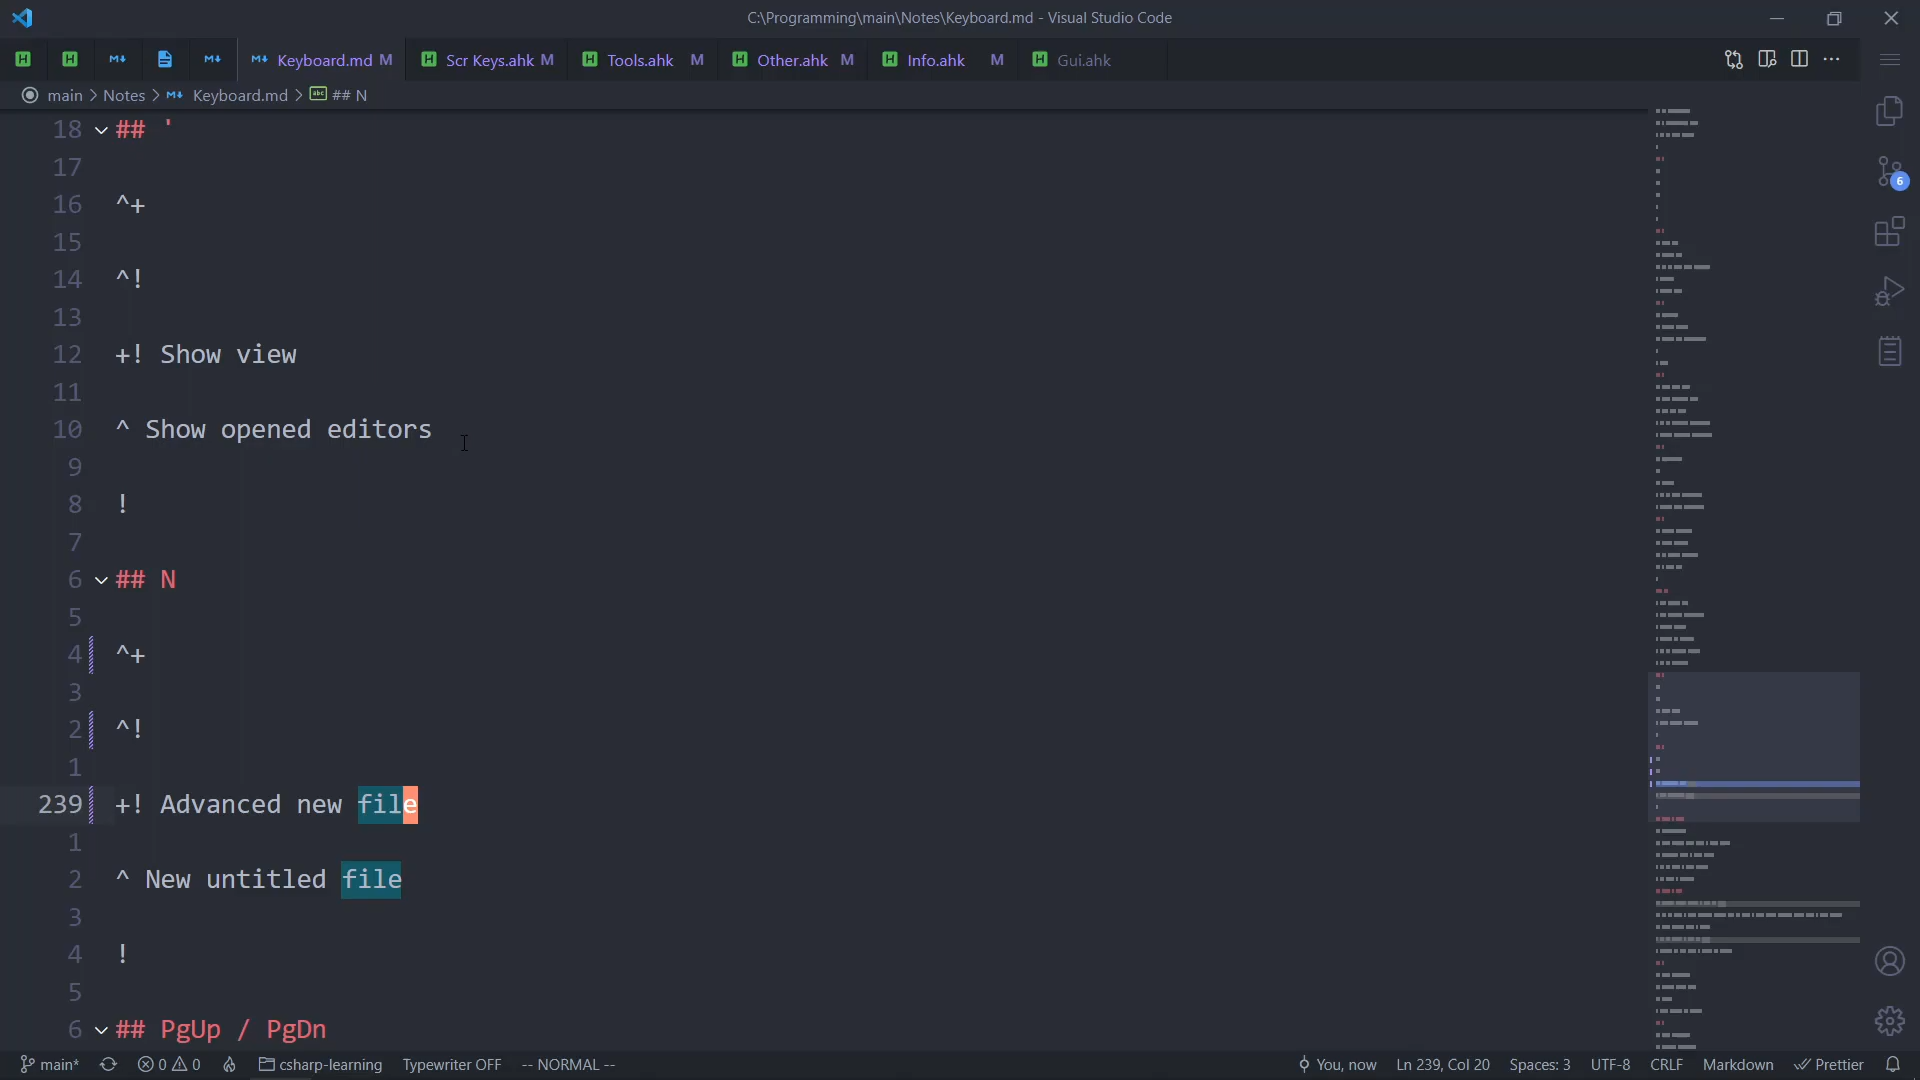 C:\Programming\main\Notes\Keyboard.md - Visual Studio Code
Keyboard.md M
Scr Keys.ahk M
Tools.ahk M
Other.ahk M
Info.ahk M
Gui.ahk
main > Notes > Keyboard.md > ## N
18 ## '
17
16 ^+
15
14 ^!
13
12 +! Show view
11
10 ^ Show opened editors
9
8 !
7
6 ## N
5
4 ^+
3
2 ^!
1
239 +! Advanced new file
1
2 ^ New untitled file
3
4 !
5
6 ## PgUp / PgDn
6
main* 0 0 csharp-learning Typewriter OFF -- NORMAL -- You, now Ln 239, Col 20 Spaces: 3 UTF-8 CRLF Markdown Prettier